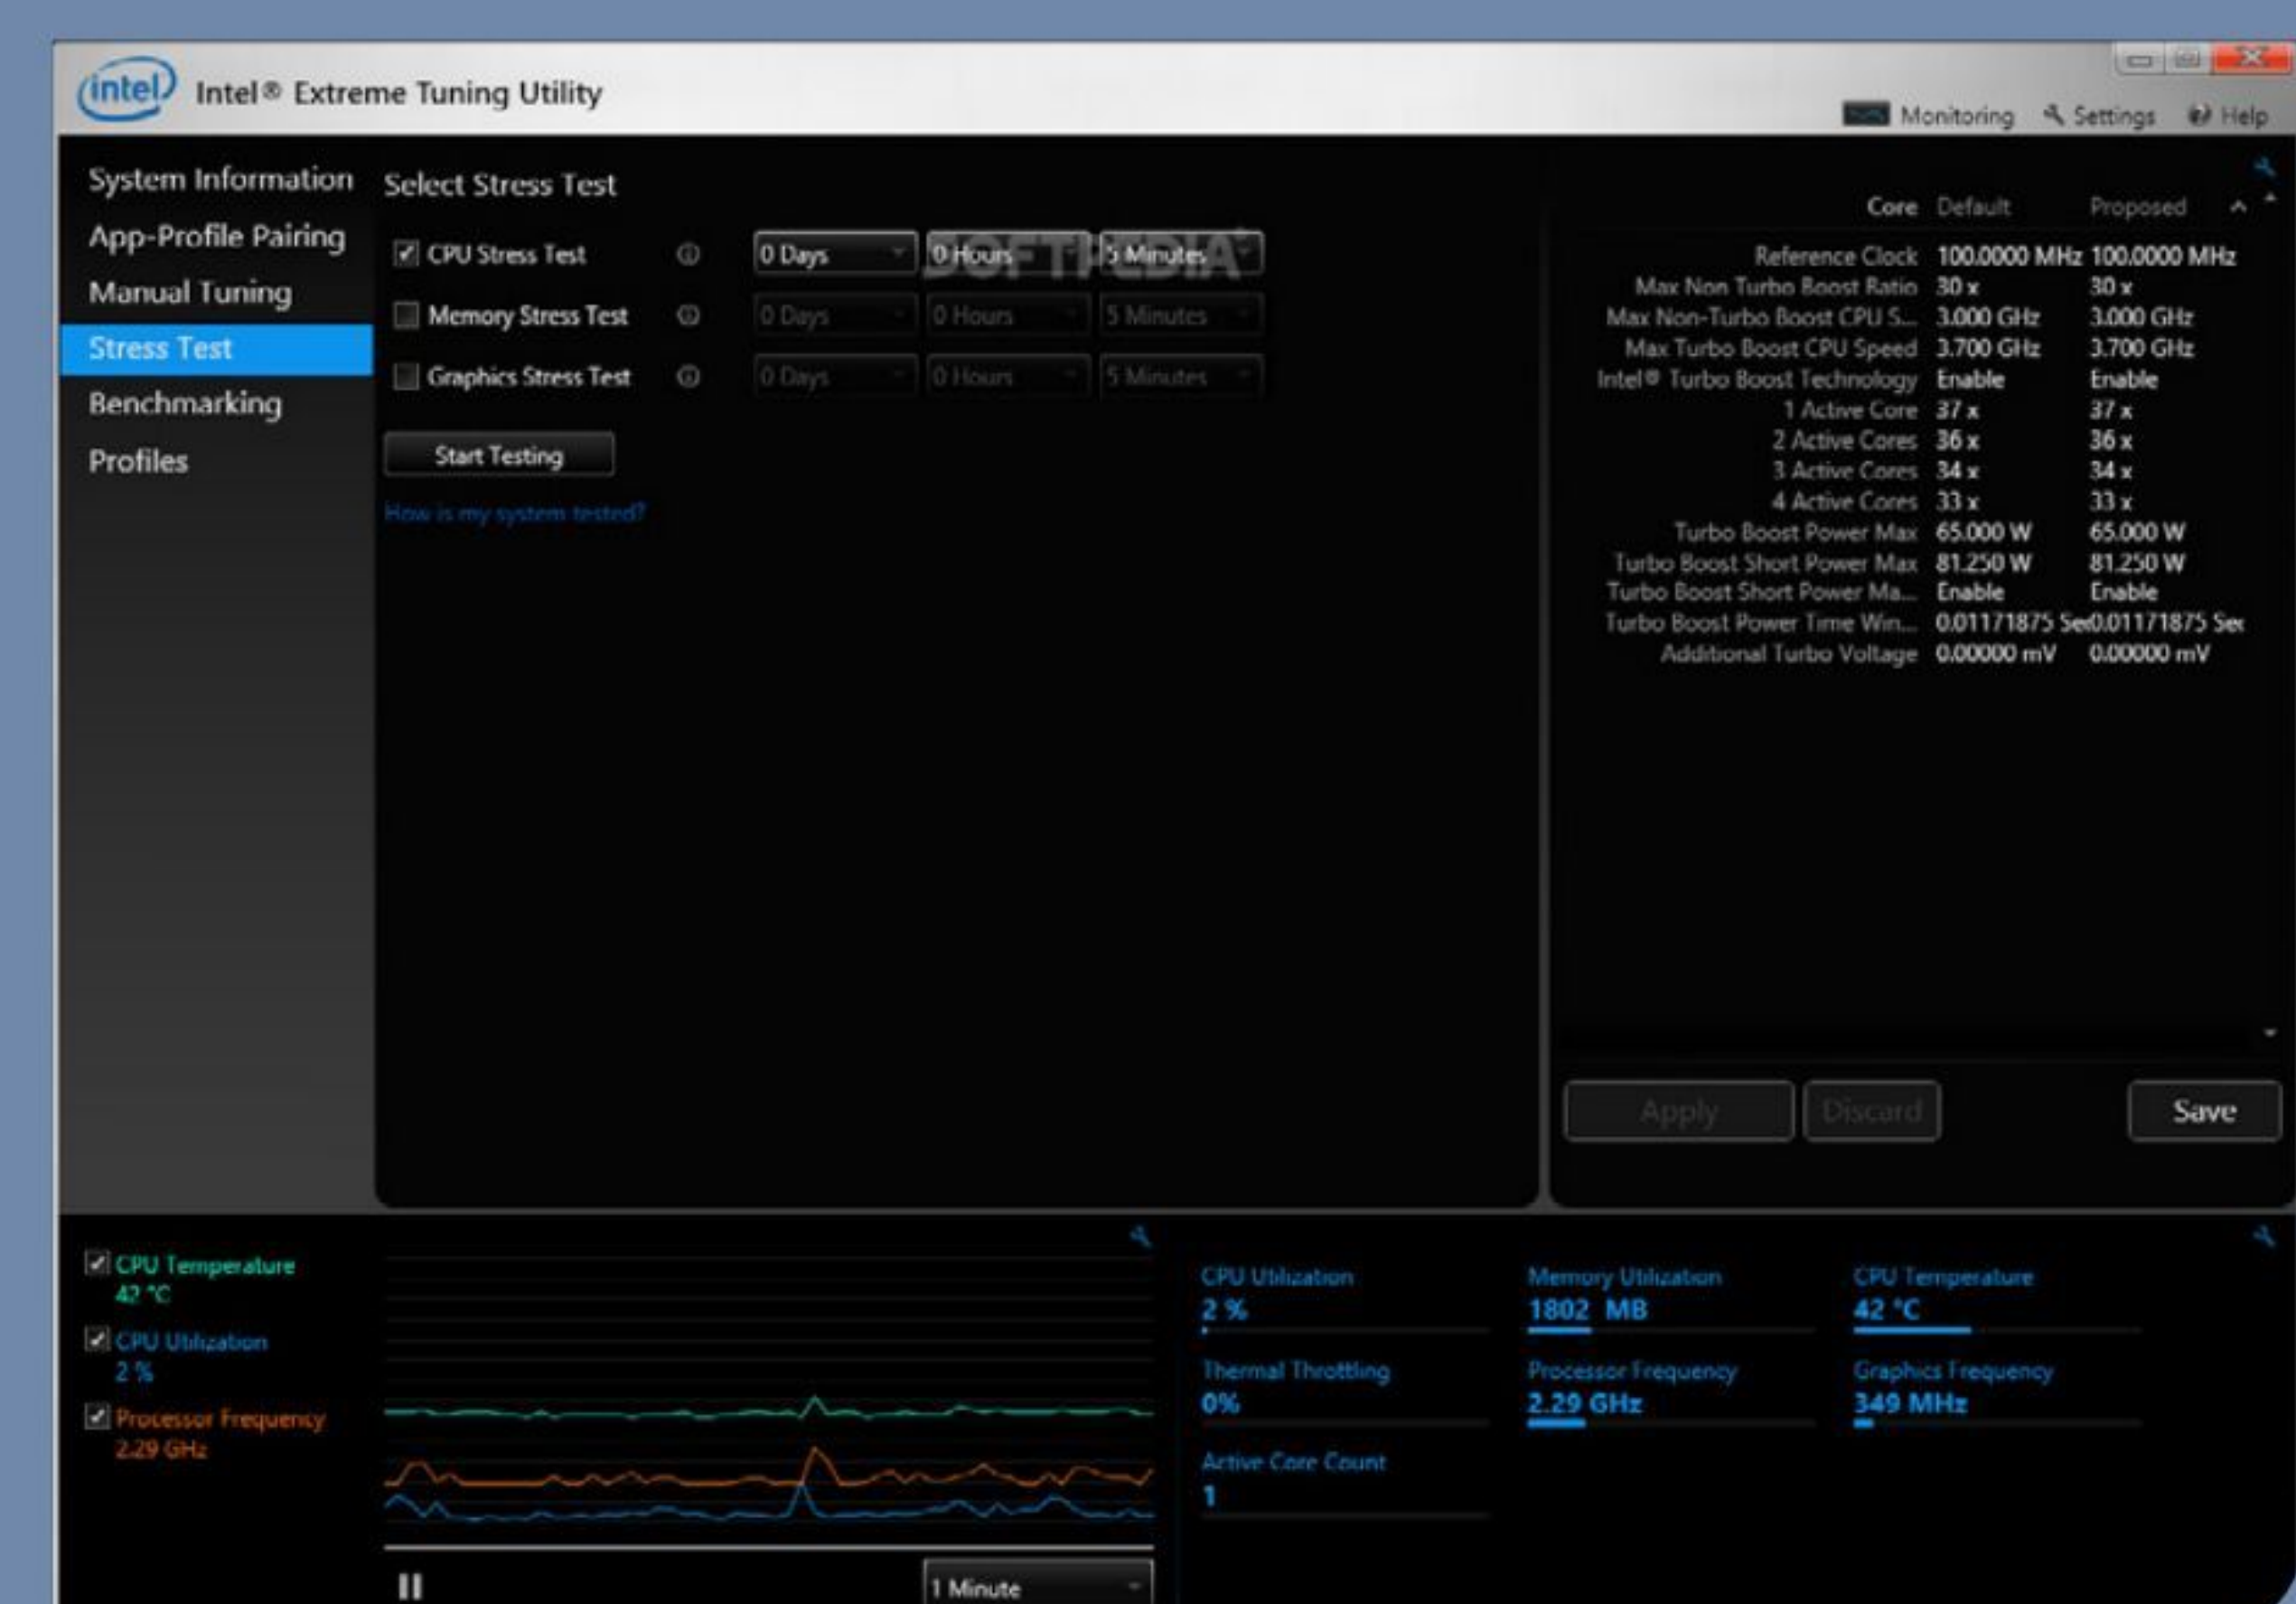 intel Intel® Extreme Tuning Utility
Monitoring Settings Help
System Information
App-Profile Pairing
Manual Tuning
Stress Test
Benchmarking
Profiles
Select Stress Test
CPU Stress Test 0 Days 0 Hours 5 Minutes
SOFTPEDIA
Memory Stress Test 0 Days 0 Hours 5 Minutes
Graphics Stress Test 0 Days 0 Hours 5 Minutes
Start Testing
How is my system tested?
Core Default Proposed
Reference Clock 100.0000 MHz 100.0000 MHz
Max Non Turbo Boost Ratio 30 x 30 x
Max Non-Turbo Boost CPU S... 3.000 GHz 3.000 GHz
Max Turbo Boost CPU Speed 3.700 GHz 3.700 GHz
Intel® Turbo Boost Technology Enable Enable
1 Active Core 37 x 37 x
2 Active Cores 36 x 36 x
3 Active Cores 34 x 34 x
4 Active Cores 33 x 33 x
Turbo Boost Power Max 65.000 W 65.000 W
Turbo Boost Short Power Max 81.250 W 81.250 W
Turbo Boost Short Power Ma... Enable Enable
Turbo Boost Power Time Win... 0.01171875 Sec 0.01171875 Sec
Additional Turbo Voltage 0.00000 mV 0.00000 mV
Apply Discard Save
CPU Temperature
42 °C
CPU Utilization
2 %
Processor Frequency
2.29 GHz
1 Minute
CPU Utilization
2 %
Memory Utilization
1802 MB
CPU Temperature
42 °C
Thermal Throttling
0%
Processor Frequency
2.29 GHz
Graphics Frequency
349 MHz
Active Core Count
1